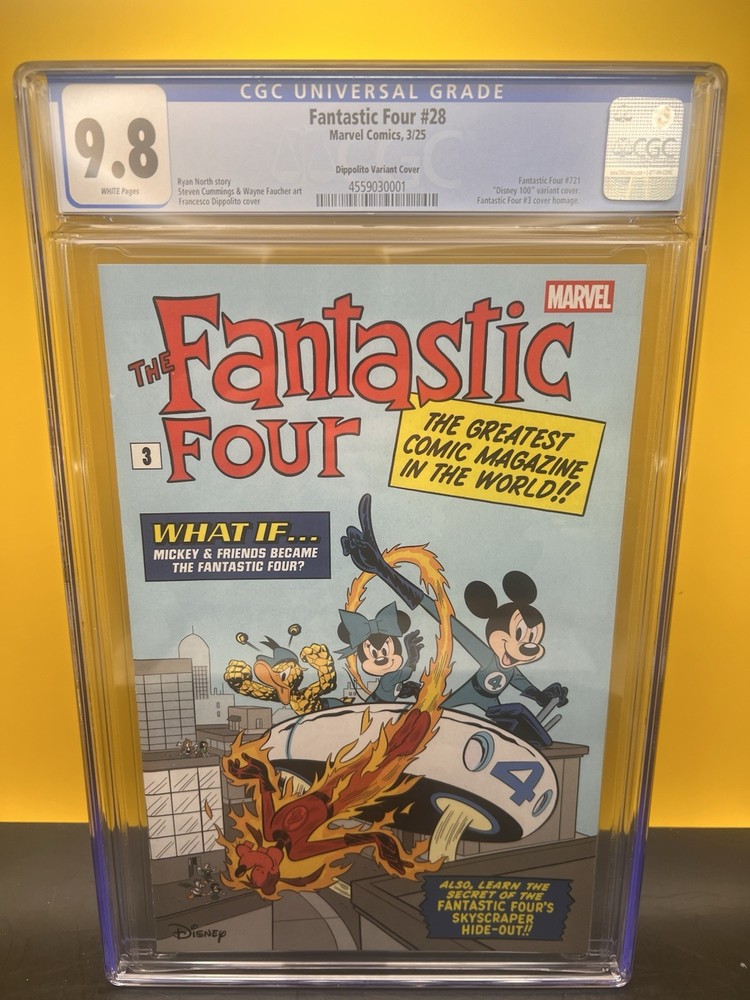 CGC UNIVERSAL GRADE
9.8
WHITE Pages
Fantastic Four #28
Marvel Comics, 3/25
Dippolito Variant Cover
4559030001
Ryan North story
Steven Cummings & Wayne Faucher art
Francesco Dippolito cover
Fantastic Four #721
"Disney 100" variant cover.
Fantastic Four #3 cover homage.
CGC
MARVEL
THE Fantastic
FOUR
3
THE GREATEST
COMIC MAGAZINE
IN THE WORLD!!
WHAT IF...
MICKEY & FRIENDS BECAME
THE FANTASTIC FOUR?
4
4
ALSO, LEARN THE
SECRET OF THE
FANTASTIC FOUR'S
SKYSCRAPER
HIDE-OUT!!
Disney